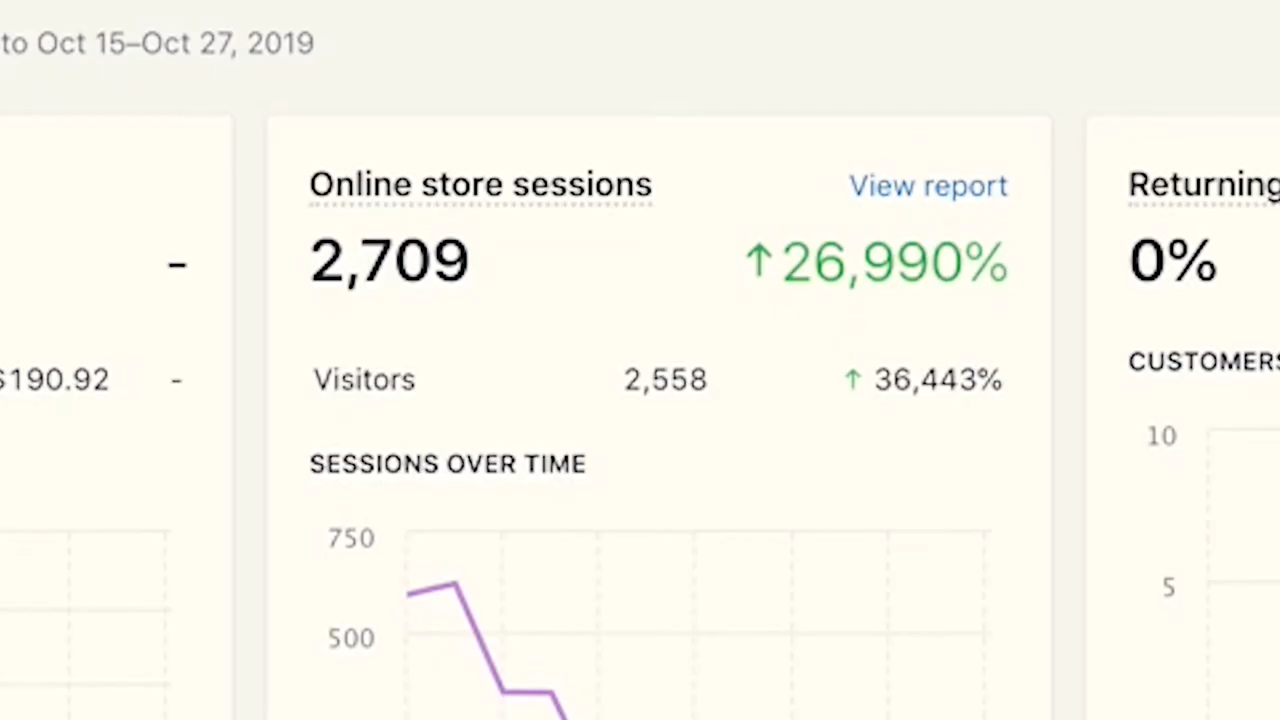 to Oct 15–Oct 27, 2019
-
$190.92 -
Online store sessions View report
2,709 ↑26,990%
Visitors 2,558 ↑ 36,443%
SESSIONS OVER TIME
750
500
Returning
0%
CUSTOMERS
10
5